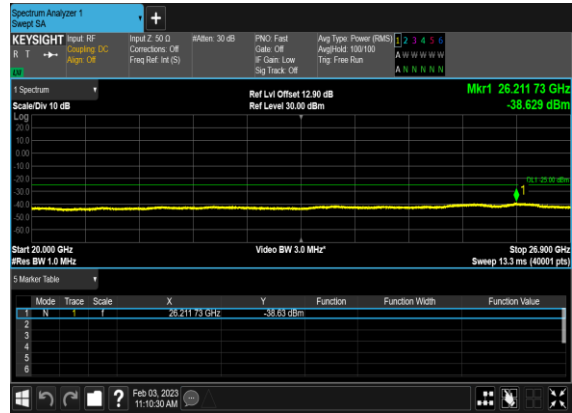 Spectrum Analyzer 1
Swept SA
+
KEYSIGHT Input: RF Input Z: 50 Ω #Atten: 30 dB PNO: Fast Avg Type: Power (RMS) 1 2 3 4 5 6
R T Coupling: DC Corrections: Off Gate: Off Avg|Hold: 100/100 A W W W W W
Align: Off Freq Ref: Int (S) IF Gain: Low Trig: Free Run
Sig Track: Off A N N N N N
1 Spectrum Ref Lvl Offset 12.90 dB Mkr1 26.211 73 GHz
Scale/Div 10 dB Ref Level 30.00 dBm -38.629 dBm
Log
20.0
10.0
0.00
-10.0
-20.0
DL1 -25.00 dBm
-30.0
1
-40.0
-50.0
-60.0
Start 20.000 GHz Video BW 3.0 MHz* Stop 26.900 GHz
#Res BW 1.0 MHz Sweep 13.3 ms (40001 pts)
5 Marker Table
Mode Trace Scale X Y Function Function Width Function Value
1 N 1 f 26.211 73 GHz -38.63 dBm
2
3
4
5
6
? Feb 03, 2023
11:10:30 AM